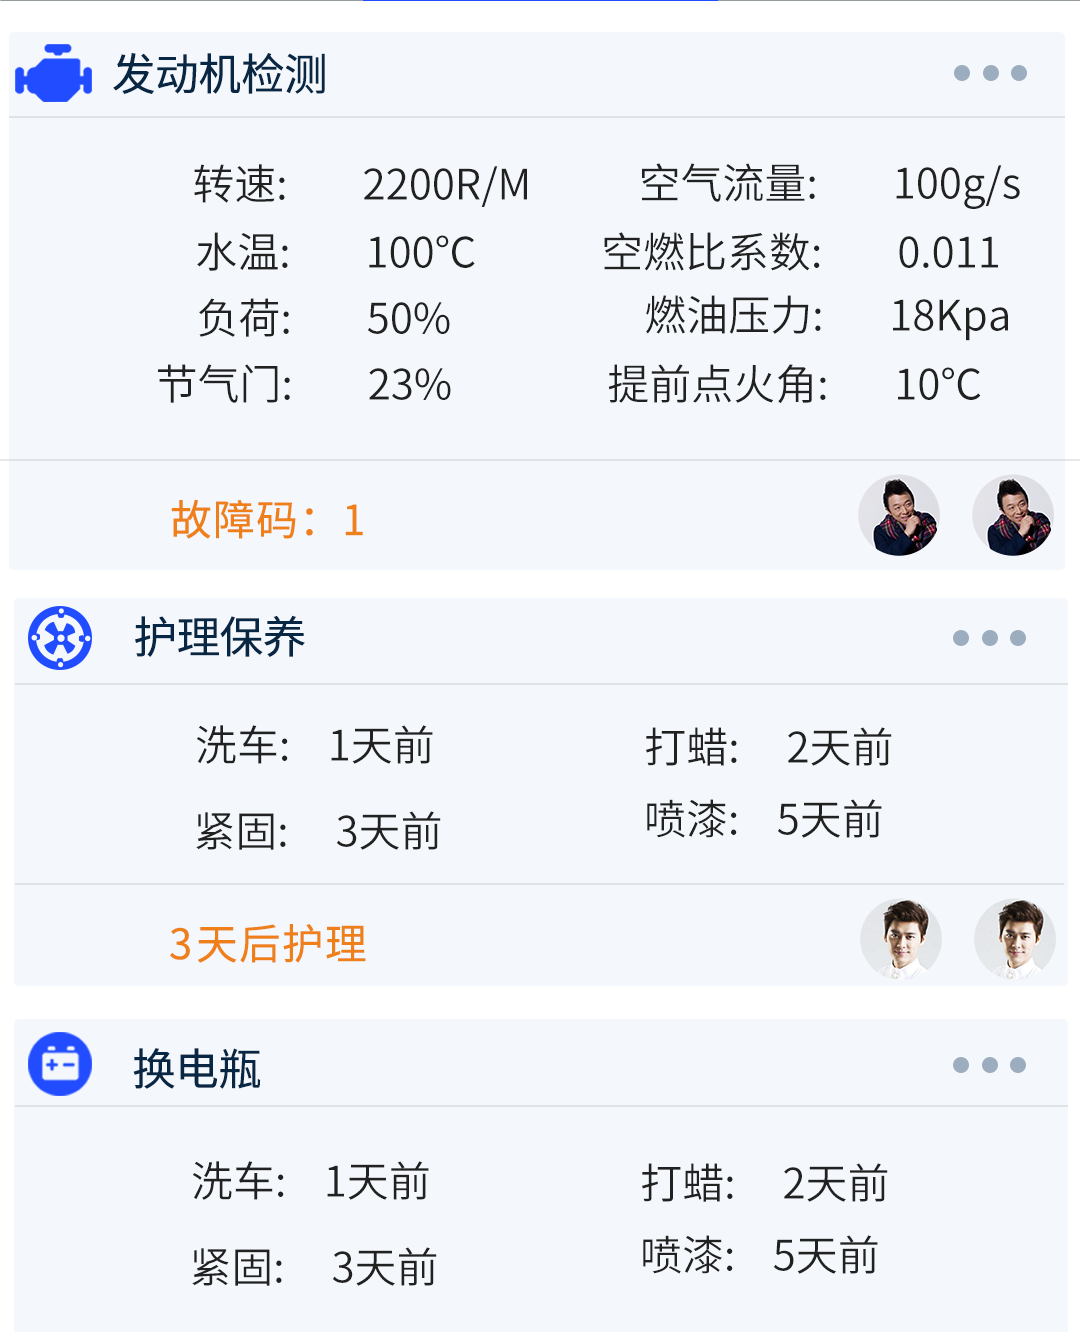 发动机检测
转速: 2200R/M 空气流量: 100g/s
水温: 100°C 空燃比系数: 0.011
负荷: 50% 燃油压力: 18Kpa
节气门: 23% 提前点火角: 10°C
故障码：1
护理保养
洗车: 1天前 打蜡: 2天前
紧固: 3天前 喷漆: 5天前
3天后护理
换电瓶
洗车: 1天前 打蜡: 2天前
紧固: 3天前 喷漆: 5天前